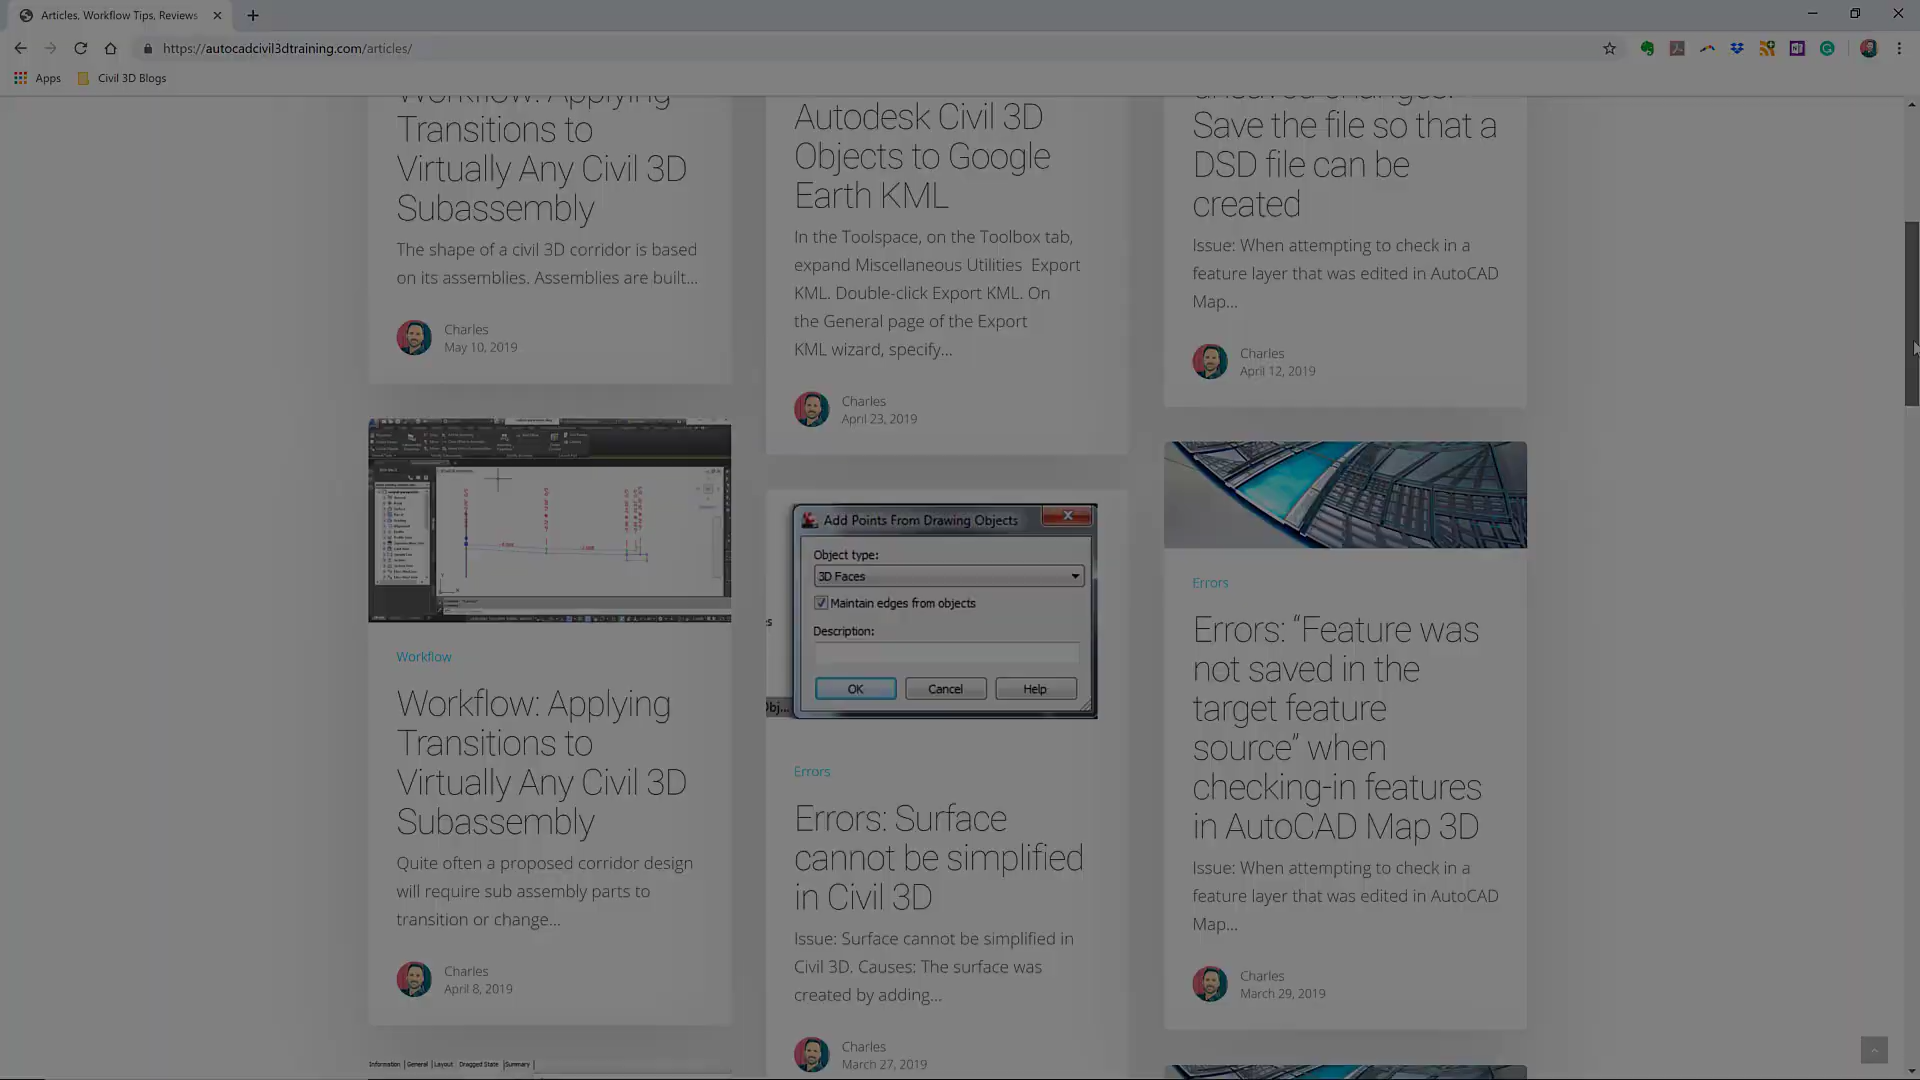 Articles, Workflow Tips, Reviews
https://autocadcivil3dtraining.com/articles/
Apps
Civil 3D Blogs
Workflow: Applying
Transitions to
Virtually Any Civil 3D
Subassembly
The shape of a civil 3D corridor is based
on its assemblies. Assemblies are built...
Charles
May 10, 2019
Workflow
Workflow: Applying
Transitions to
Virtually Any Civil 3D
Subassembly
Quite often a proposed corridor design
will require sub assembly parts to
transition or change...
Charles
April 8, 2019
Information General Layout Dragged State Summary
Autodesk Civil 3D
Objects to Google
Earth KML
In the Toolspace, on the Toolbox tab,
expand Miscellaneous Utilities Export
KML. Double-click Export KML. On
the General page of the Export
KML wizard, specify...
Charles
April 23, 2019
Add Points From Drawing Objects
Object type:
3D Faces
Maintain edges from objects
Description:
OK Cancel Help
Obj...
Errors
Errors: Surface
cannot be simplified
in Civil 3D
Issue: Surface cannot be simplified in
Civil 3D. Causes: The surface was
created by adding...
Charles
March 27, 2019
unsaved changes.
Save the file so that a
DSD file can be
created
Issue: When attempting to check in a
feature layer that was edited in AutoCAD
Map...
Charles
April 12, 2019
Errors
Errors: “Feature was
not saved in the
target feature
source” when
checking-in features
in AutoCAD Map 3D
Issue: When attempting to check in a
feature layer that was edited in AutoCAD
Map...
Charles
March 29, 2019